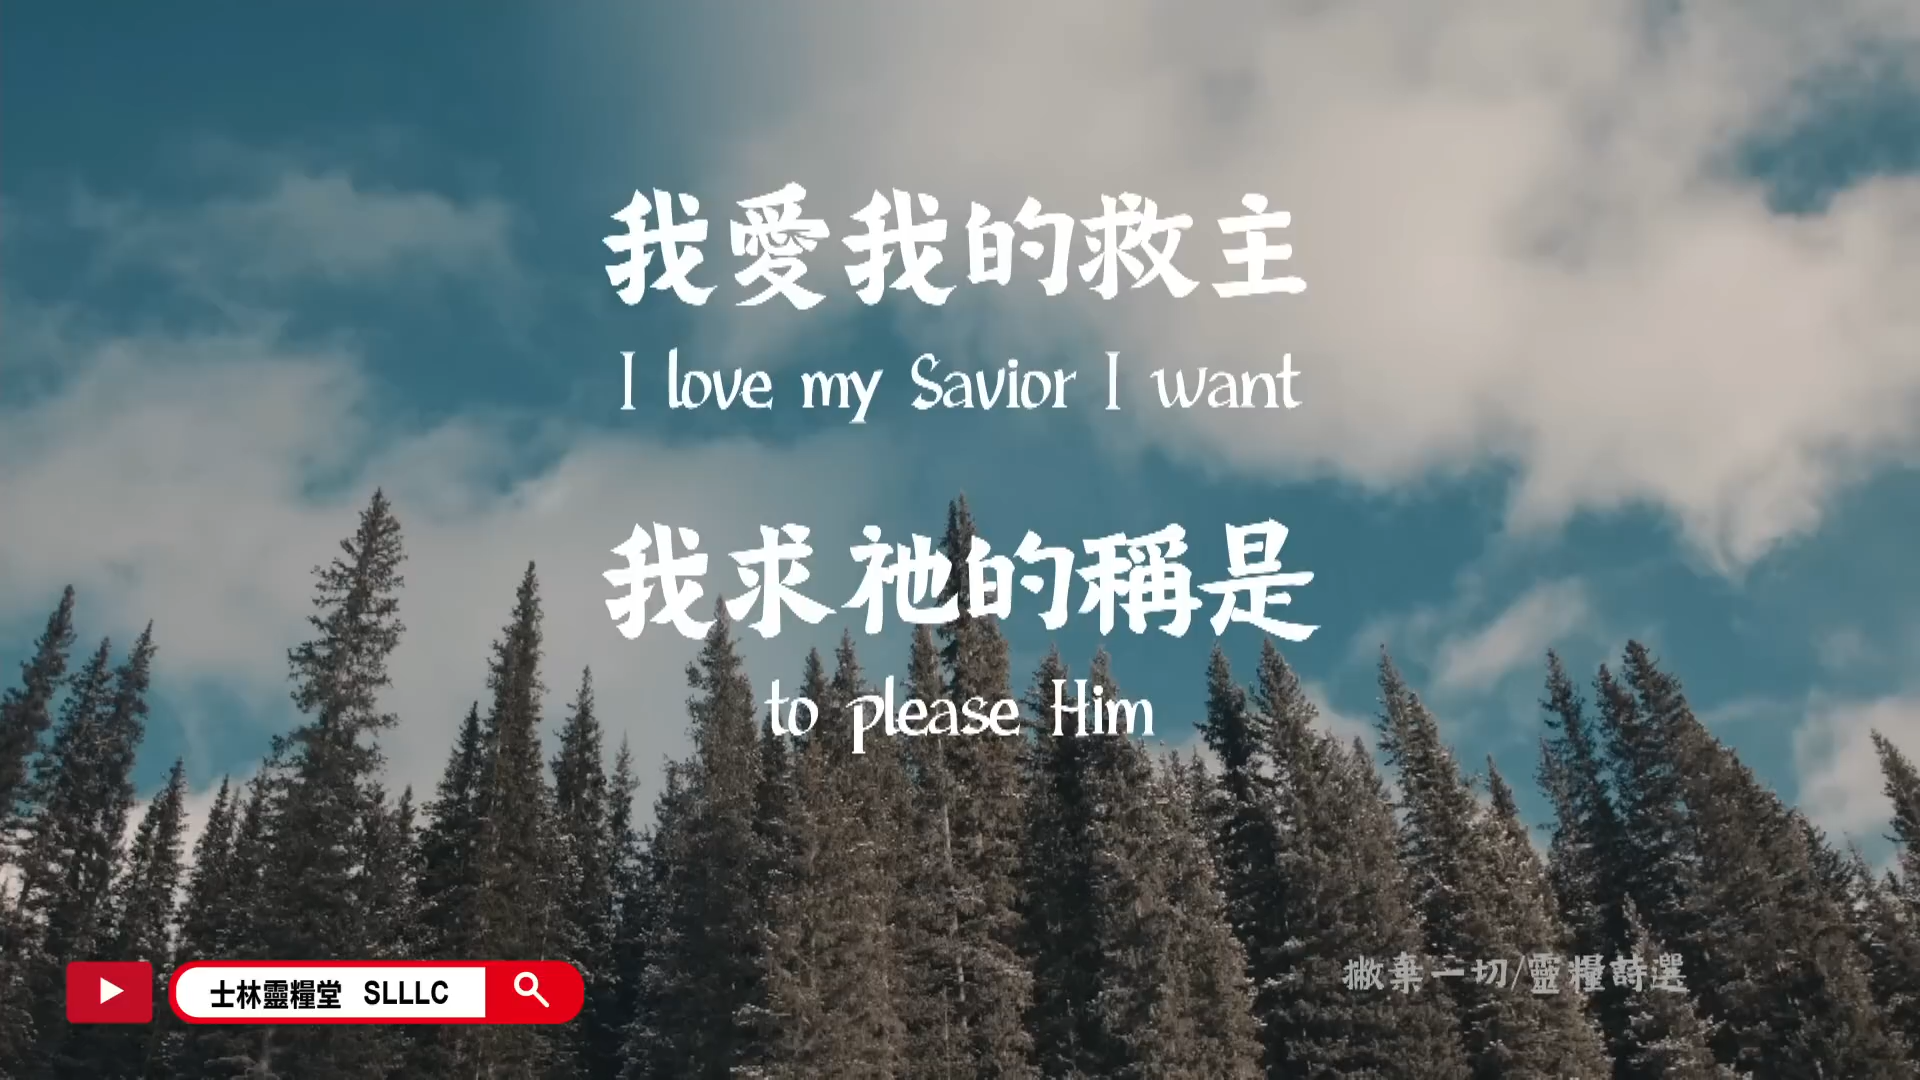 我愛我的救主
I love my Savior I want
我求祂的稱是
to please Him
撇棄一切/靈糧詩選
士林靈糧堂 SLLLC